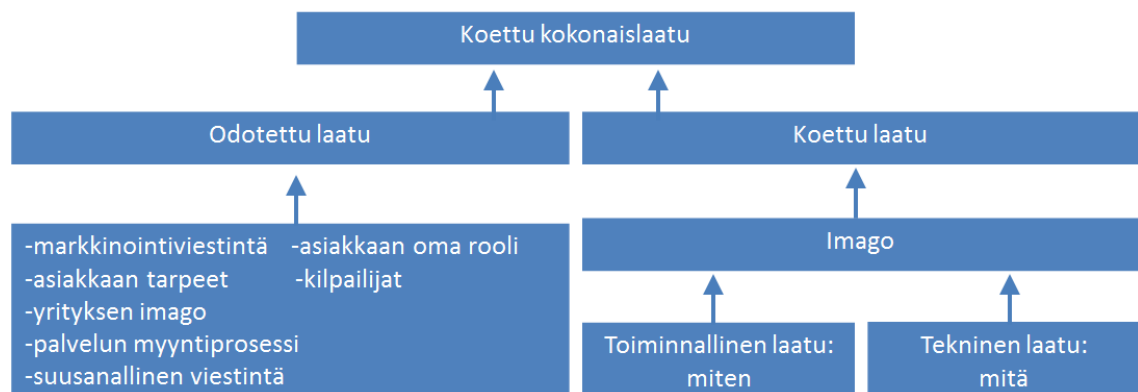 Koettu kokonaislaatu
Odotettu laatu
Koettu laatu
-markkinointiviestintä -asiakkaan oma rooli
-asiakkaan tarpeet -kilpailijat
-yrityksen imago
-palvelun myyntiprosessi
-suusanallinen viestintä
Imago
Toiminnallinen laatu:
miten
Tekninen laatu:
mitä